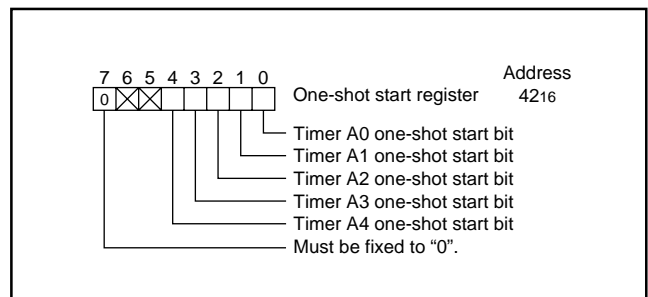 Address
7 6 5 4 3 2 1 0
0 One-shot start register 4216
Timer A0 one-shot start bit
Timer A1 one-shot start bit
Timer A2 one-shot start bit
Timer A3 one-shot start bit
Timer A4 one-shot start bit
Must be fixed to “0”.